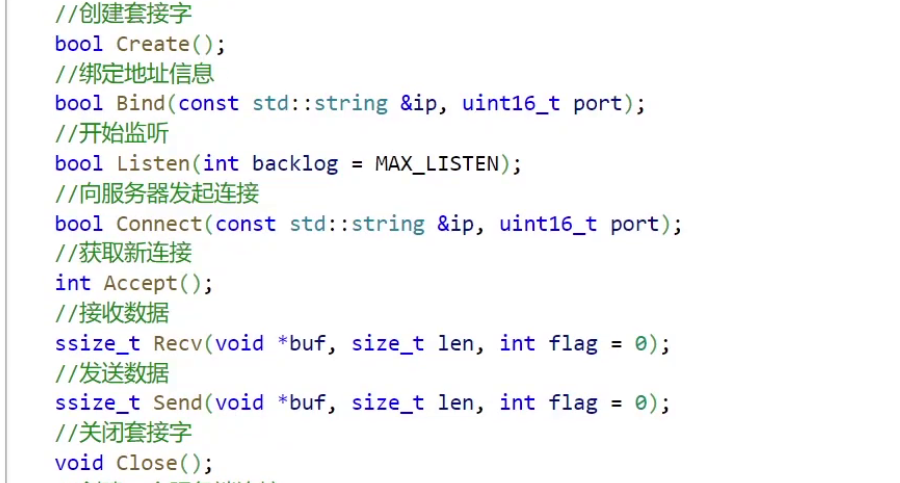 //创建套接字
bool Create();
//绑定地址信息
bool Bind(const std::string &ip, uint16_t port);
//开始监听
bool Listen(int backlog = MAX_LISTEN);
//向服务器发起连接
bool Connect(const std::string &ip, uint16_t port);
//获取新连接
int Accept();
//接收数据
ssize_t Recv(void *buf, size_t len, int flag = 0);
//发送数据
ssize_t Send(void *buf, size_t len, int flag = 0);
//关闭套接字
void Close();